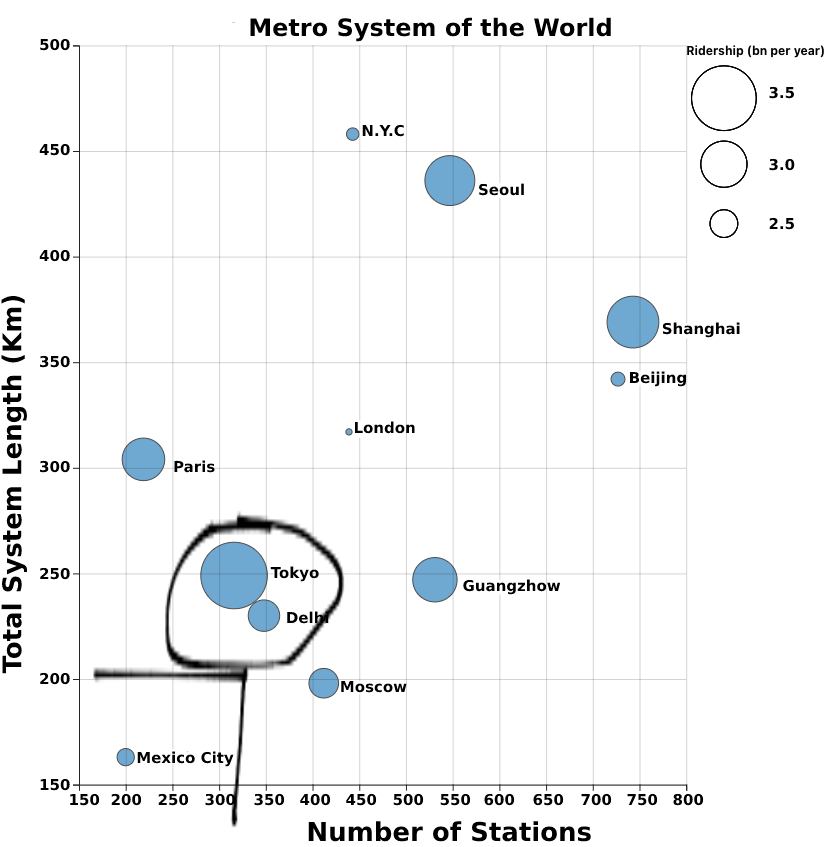 Metro System of the World
Ridership (bn per year)
3.5
3.0
2.5
500
450
400
350
300
250
200
150
Total System Length (Km)
N.Y.C
Seoul
Shanghai
Beijing
London
Paris
Tokyo
Guangzhow
Delhi
Moscow
Mexico City
150 200 250 300 350 400 450 500 550 600 650 700 750 800
Number of Stations